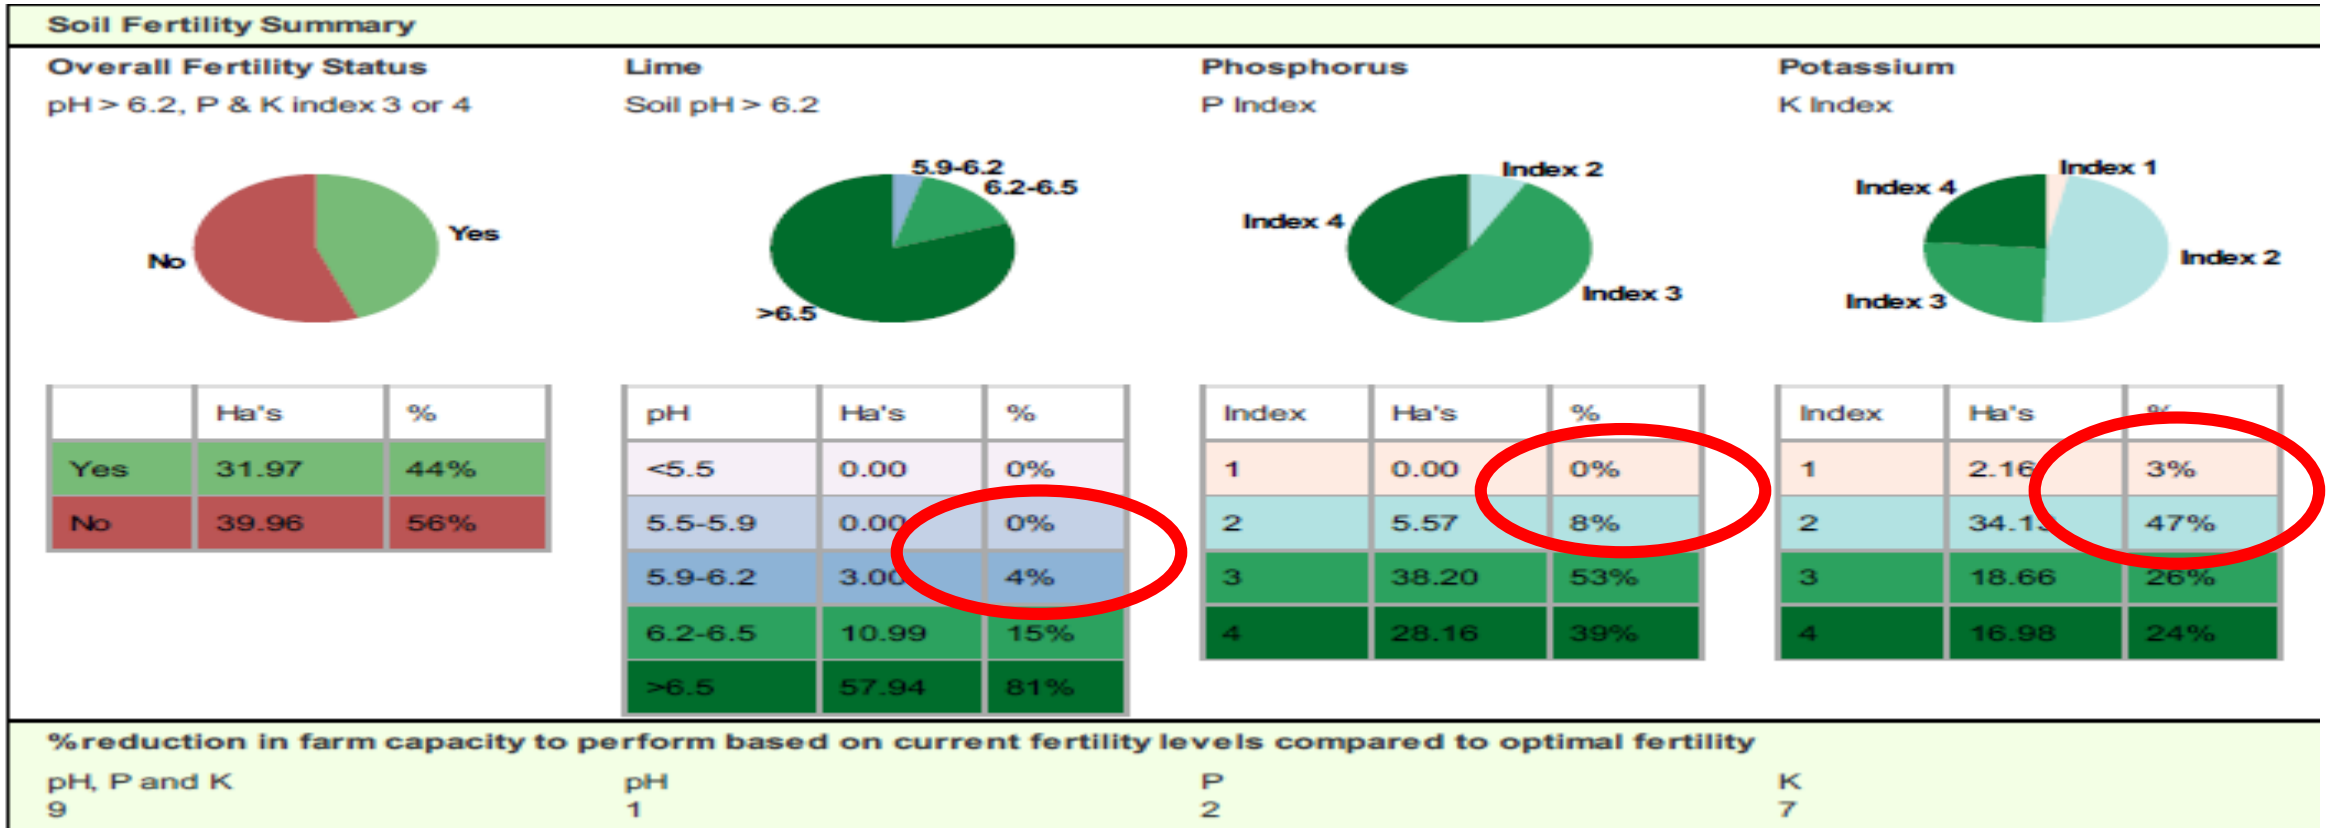 Soil Fertility Summary
Overall Fertility Status Lime Phosphorus Potassium
pH > 6.2, P & K index 3 or 4 Soil pH > 6.2 P Index K Index
Yes
No
5.9-6.2
6.2-6.5
>6.5
Index 2
Index 4
Index 3
Index 1
Index 4
Index 2
Index 3
Ha's %
Yes 31.97 44%
No 39.96 56%
pH Ha's %
<5.5 0.00 0%
5.5-5.9 0.00 0%
5.9-6.2 3.00 4%
6.2-6.5 10.99 15%
>6.5 57.94 81%
Index Ha's %
1 0.00 0%
2 5.57 8%
3 38.20 53%
4 28.16 39%
Index Ha's %
1 2.16 3%
2 34.13 47%
3 18.66 26%
4 16.98 24%
% reduction in farm capacity to perform based on current fertility levels compared to optimal fertility
pH, P and K pH P K
9 1 2 7